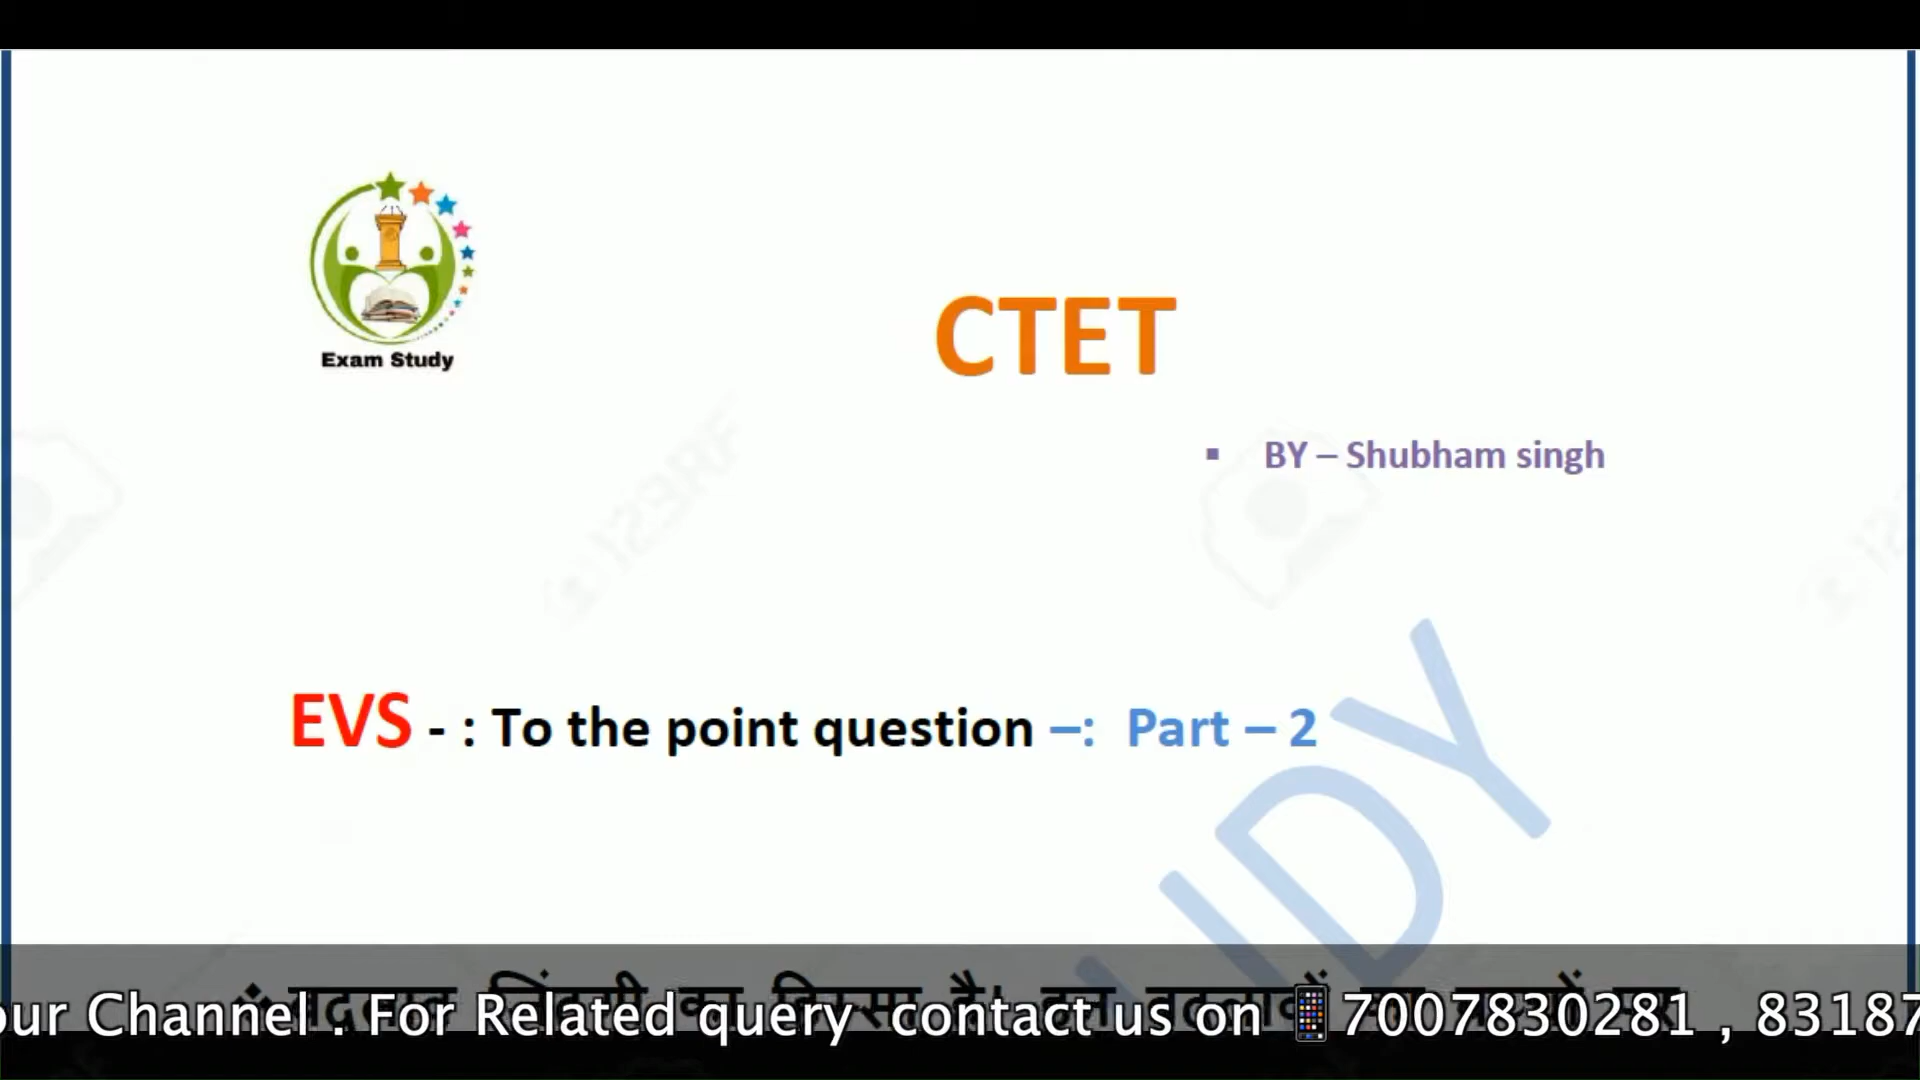 Exam Study
CTET
▪ BY – Shubham singh
EVS - : To the point question –: Part – 2
UDY
our Channel . For Related query contact us on 📱7007830281 , 83187